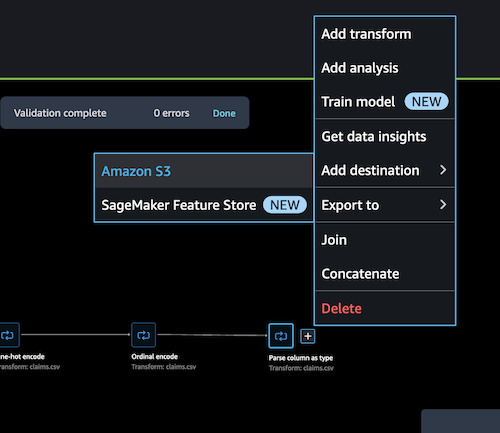 Add transform
Add analysis
Train model NEW
Validation complete 0 errors Done
Get data insights
Amazon S3
Add destination
SageMaker Feature Store NEW
Export to
Join
Concatenate
Delete
ne-hot encode
Ordinal encode
Parse column as type
Transform: claims.csv
Transform: claims.csv
Transform: claims.csv